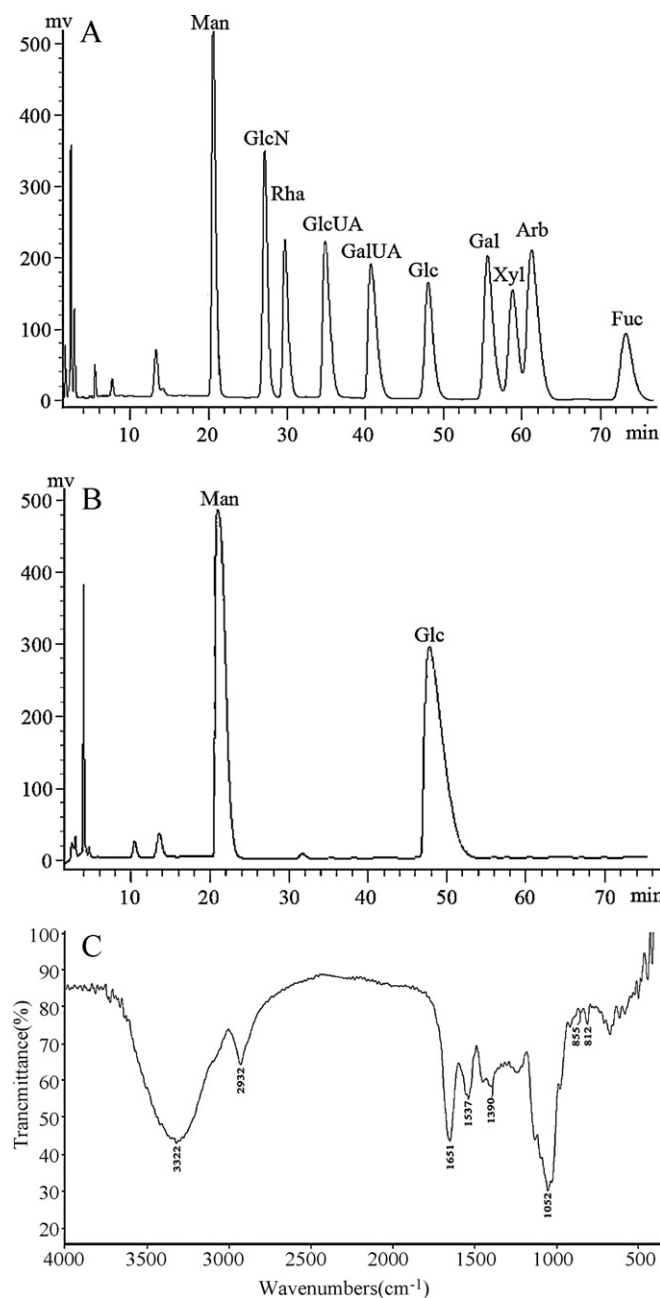 mv
A
Man
500
400
GlcN
300
Rha
GlcUA
GalUA
Glc
Gal
Xyl
Arb
Fuc
200
100
0
10
20
30
40
50
60
70
min
mv
B
Man
500
400
Glc
300
200
100
0
10
20
30
40
50
60
70
min
C
100
90
80
70
60
50
40
30
20
Trancmittance(%)
3322
2932
1651
1537
1390
1052
855
812
4000
3500
3000
2500
2000
1500
1000
500
Wavenumbers(cm⁻¹)